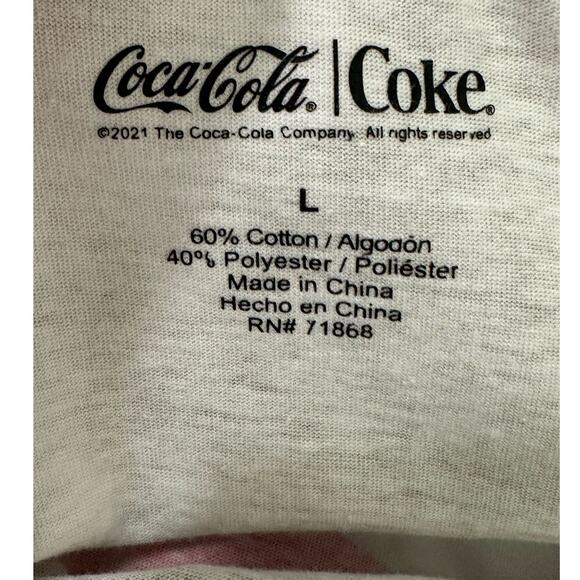 Coca-Cola® | Coke®
©2021 The Coca-Cola Company. All rights reserved
L
60% Cotton / Algodón
40% Polyester / Poliéster
Made in China
Hecho en China
RN# 71868